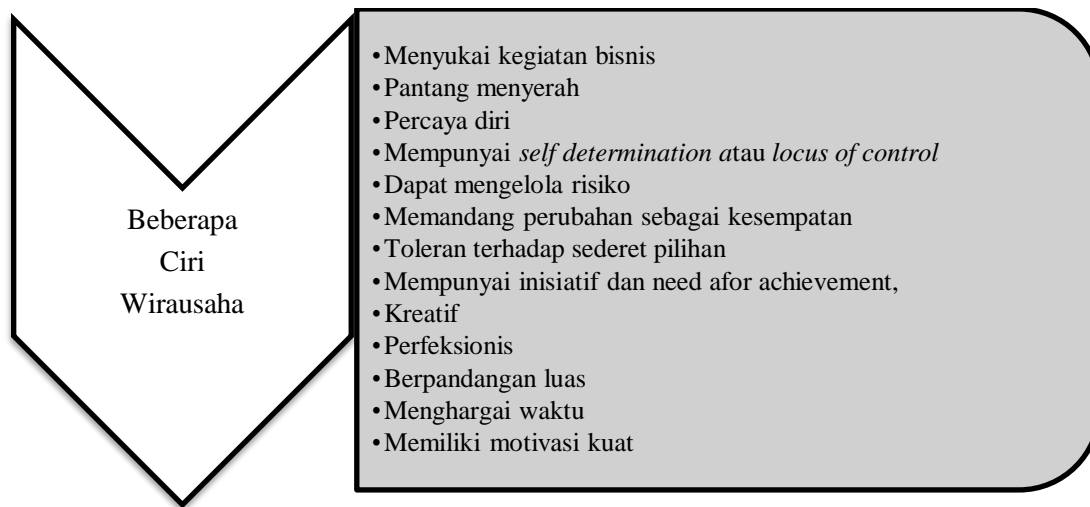 Beberapa
Ciri
Wirausaha
•Menyukai kegiatan bisnis
•Pantang menyerah
•Percaya diri
•Mempunyai self determination atau locus of control
•Dapat mengelola risiko
•Memandang perubahan sebagai kesempatan
•Toleran terhadap sederet pilihan
•Mempunyai inisiatif dan need afor achievement,
•Kreatif
•Perfeksionis
•Berpandangan luas
•Menghargai waktu
•Memiliki motivasi kuat